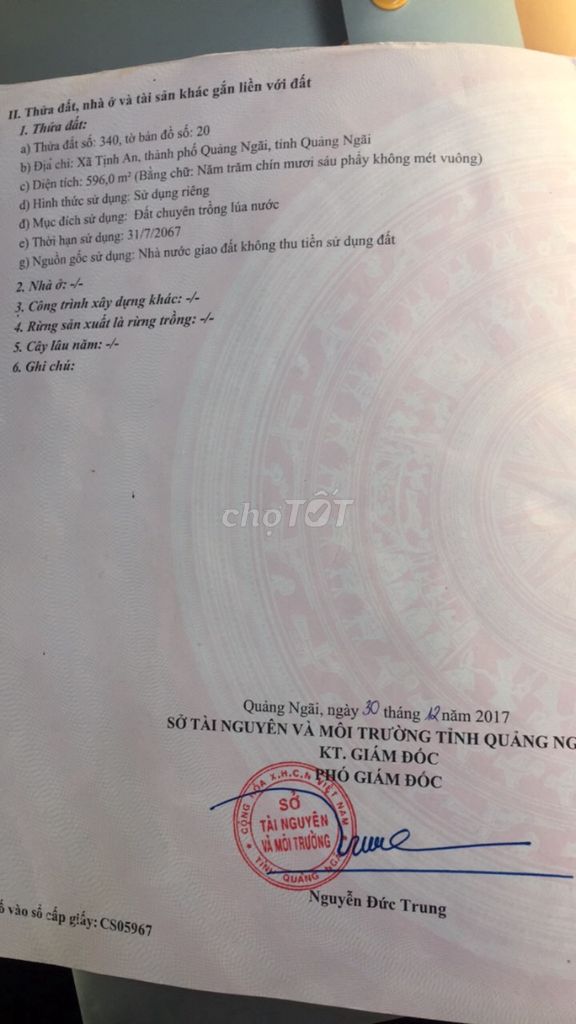 II. Thửa đất, nhà ở và tài sản khác gắn liền với đất
1. Thửa đất:
a) Thửa đất số: 340, tờ bản đồ số: 20
b) Địa chỉ: Xã Tịnh An, thành phố Quảng Ngãi, tỉnh Quảng Ngãi
c) Diện tích: 596,0 m² (Bằng chữ: Năm trăm chín mươi sáu phẩy không mét vuông)
d) Hình thức sử dụng: Sử dụng riêng
đ) Mục đích sử dụng: Đất chuyên trồng lúa nước
e) Thời hạn sử dụng: 31/7/2067
g) Nguồn gốc sử dụng: Nhà nước giao đất không thu tiền sử dụng đất
2. Nhà ở: -/-
3. Công trình xây dựng khác: -/-
4. Rừng sản xuất là rừng trồng: -/-
5. Cây lâu năm: -/-
6. Ghi chú:
chợTỐT
Quảng Ngãi, ngày 30 tháng 12 năm 2017
SỞ TÀI NGUYÊN VÀ MÔI TRƯỜNG TỈNH QUẢNG NG
KT. GIÁM ĐỐC
PHÓ GIÁM ĐỐC
CỘNG HÒA X.H.C.N VIỆT NAM
SỞ
TÀI NGUYÊN
VÀ MÔI TRƯỜNG
TỈNH QUẢNG NGÃI
Nguyễn Đức Trung
ố vào sổ cấp giấy: CS05967